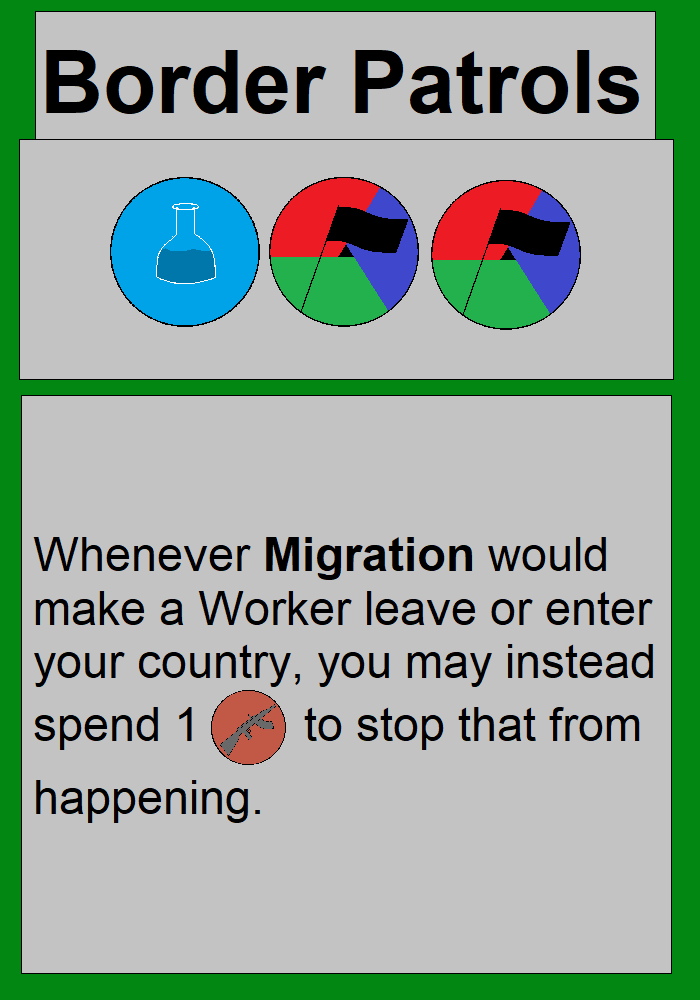 Border Patrols
Whenever Migration would
make a Worker leave or enter
your country, you may instead
spend 1 to stop that from
happening.